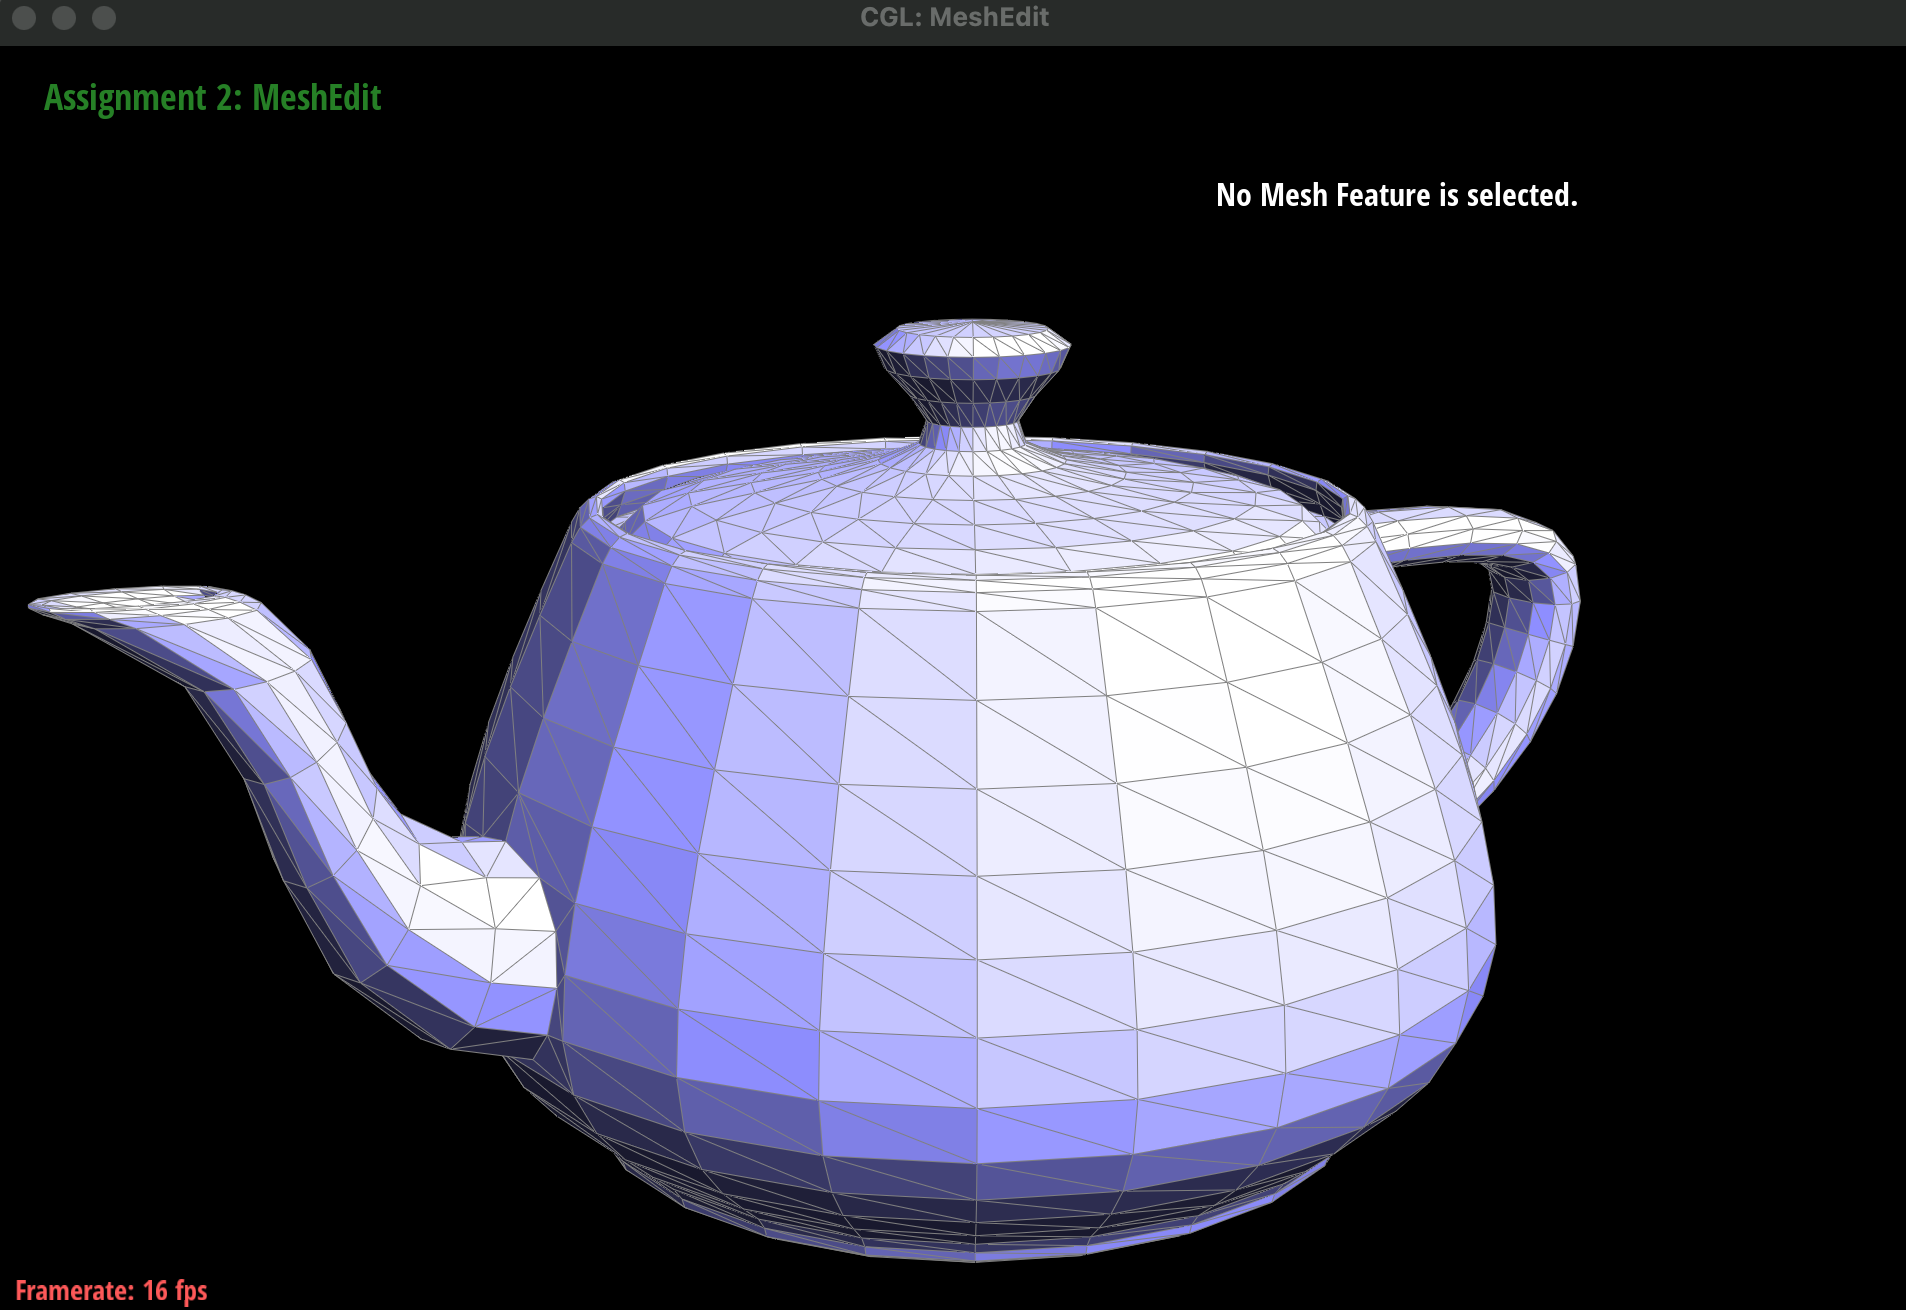 CGL: MeshEdit
Assignment 2: MeshEdit
No Mesh Feature is selected.
Framerate: 16 fps